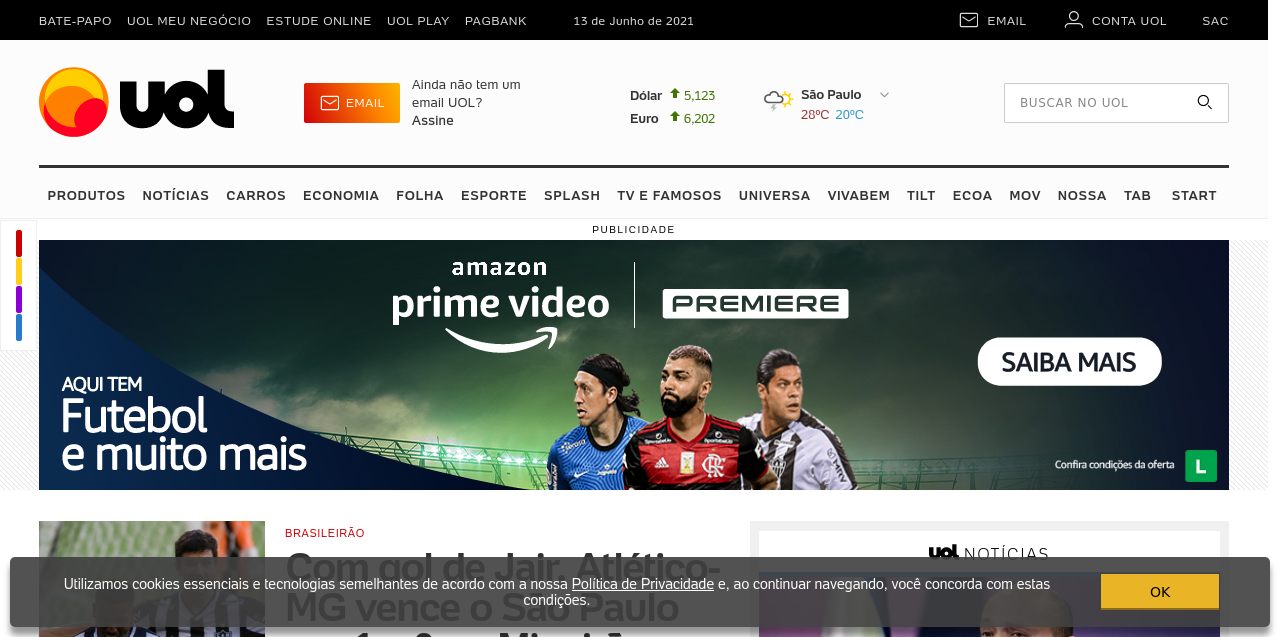 BATE-PAPO UOL MEU NEGÓCIO ESTUDE ONLINE UOL PLAY PAGBANK 13 de Junho de 2021 EMAIL CONTA UOL SAC
uol
EMAIL
Ainda não tem um
email UOL?
Assine
Dólar 5,123
Euro 6,202
São Paulo
28ºC 20ºC
BUSCAR NO UOL
PRODUTOS NOTÍCIAS CARROS ECONOMIA FOLHA ESPORTE SPLASH TV E FAMOSOS UNIVERSA VIVABEM TILT ECOA MOV NOSSA TAB START
PUBLICIDADE
amazon
prime video
PREMIERE
SAIBA MAIS
AQUI TEM
Futebol
e muito mais
Confira condições da oferta L
BRASILEIRÃO
Com gol de Jair, Atlético-
MG vence o São Paulo
por 1 a 0 no Mineirão
uol NOTÍCIAS
Utilizamos cookies essenciais e tecnologias semelhantes de acordo com a nossa Política de Privacidade e, ao continuar navegando, você concorda com estas
condições.
OK